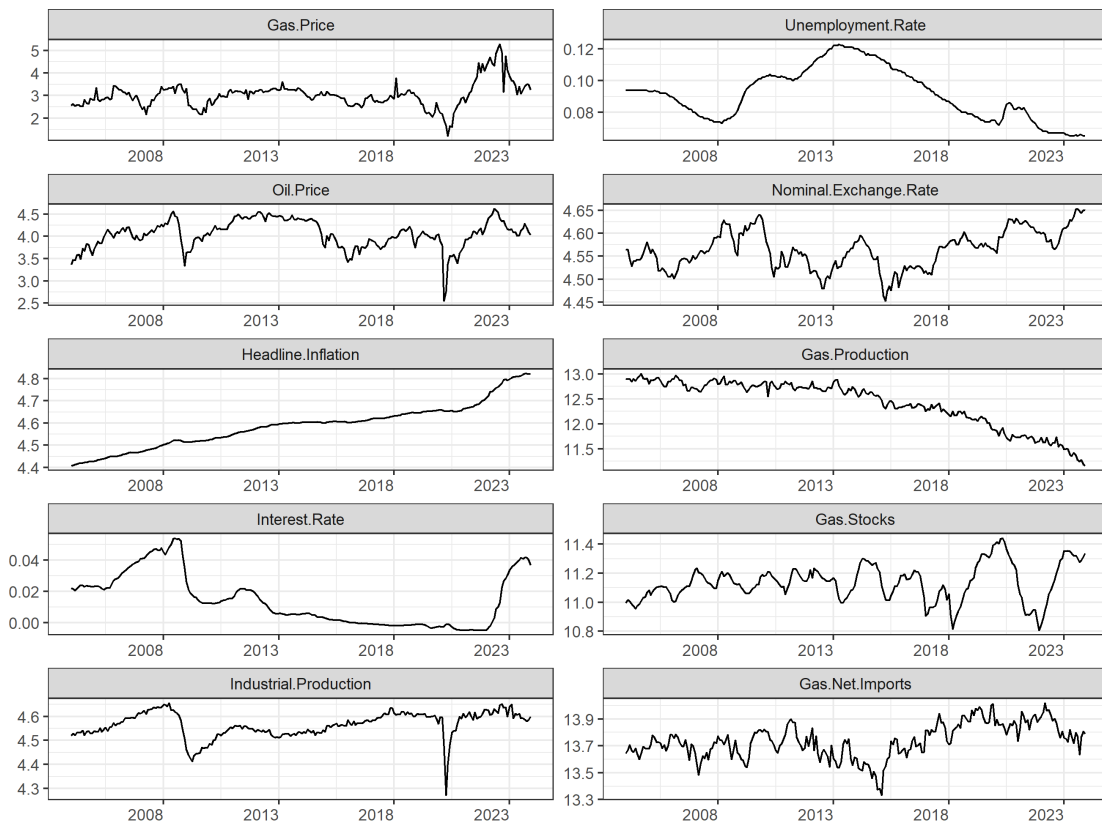 Gas.Price
5
4
3
2
2008 2013 2018 2023
Unemployment.Rate
0.12
0.10
0.08
2008 2013 2018 2023
Oil.Price
4.5
4.0
3.5
3.0
2.5
2008 2013 2018 2023
Nominal.Exchange.Rate
4.65
4.60
4.55
4.50
4.45
2008 2013 2018 2023
Headline.Inflation
4.8
4.7
4.6
4.5
4.4
2008 2013 2018 2023
Gas.Production
13.0
12.5
12.0
11.5
2008 2013 2018 2023
Interest.Rate
0.04
0.02
0.00
2008 2013 2018 2023
Gas.Stocks
11.4
11.2
11.0
10.8
2008 2013 2018 2023
Industrial.Production
4.6
4.5
4.4
4.3
2008 2013 2018 2023
Gas.Net.Imports
13.9
13.7
13.5
13.3
2008 2013 2018 2023